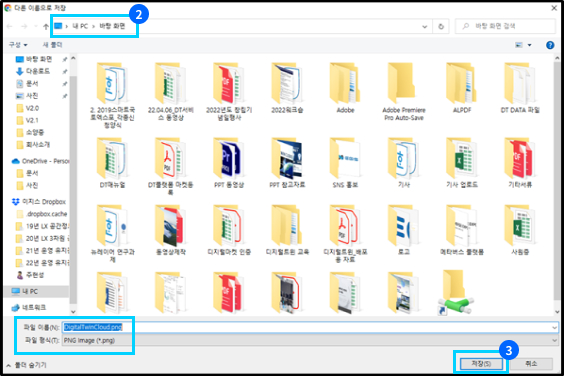 다른 이름으로 저장
2
내 PC
바탕 화면
바탕 화면 검색
구성
새 폴더
바탕 화면
다운로드
문서
사진
V2.0
V2.1
소양중
회사소개
OneDrive - Person
문서
사진
이지스 Dropbox
.dropbox.cache
19년 LX 공간정
20년 LX 3차원 공
21년 운영 유지
22년 운영 유지
주현성
내 PC
네트워크
2. 2019스마트국토엑스포_각종신청양식
22.04.06_DT서비스 동영상
2022년도 창립기념일행사
2022워크숍
Adobe
Adobe Premiere Pro Auto-Save
ALPDF
DT DATA 파일
DT매뉴얼
DT플랫폼 마켓등록
PPT 동영상
PPT 참고자료
SNS 홍보
기사
기사 업로드
기타서류
뉴레이어 연구과제
동영상제작
디지털마켓 인증
디지털트윈 교육
디지털트윈_배포용 자료
로고
메타버스 플랫폼
사원증
파일 이름(N):
DigitalTwinCloud.png
파일 형식(T):
PNG Image (*.png)
3
폴더 숨기기
저장(S)
취소